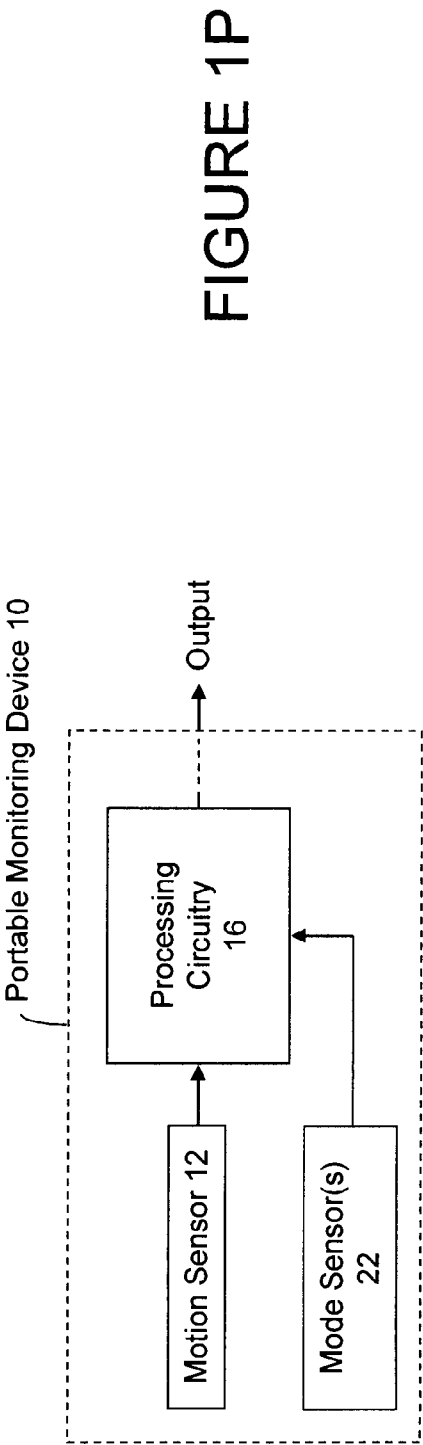 Portable Monitoring Device 10
Motion Sensor 12
Mode Sensor(s)
22
Processing
Circuitry
16
Output
FIGURE 1P